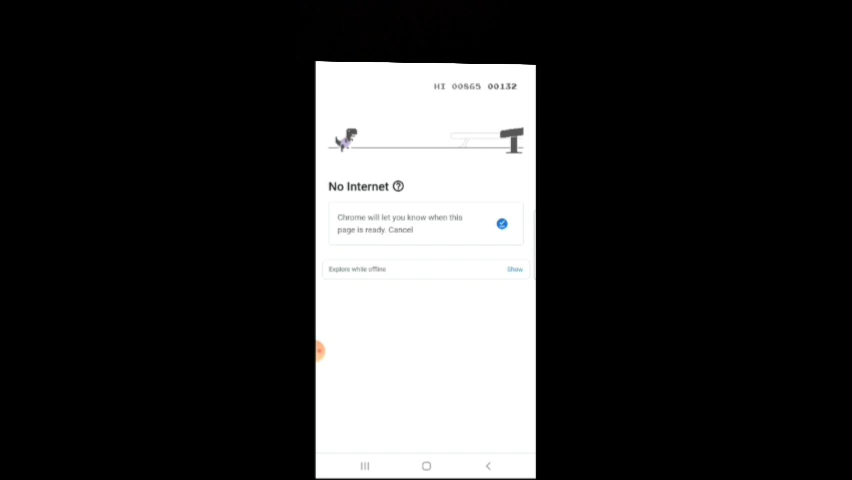 HI 00865 00132
No Internet
Chrome will let you know when this
page is ready. Cancel
Explore while offline
Show